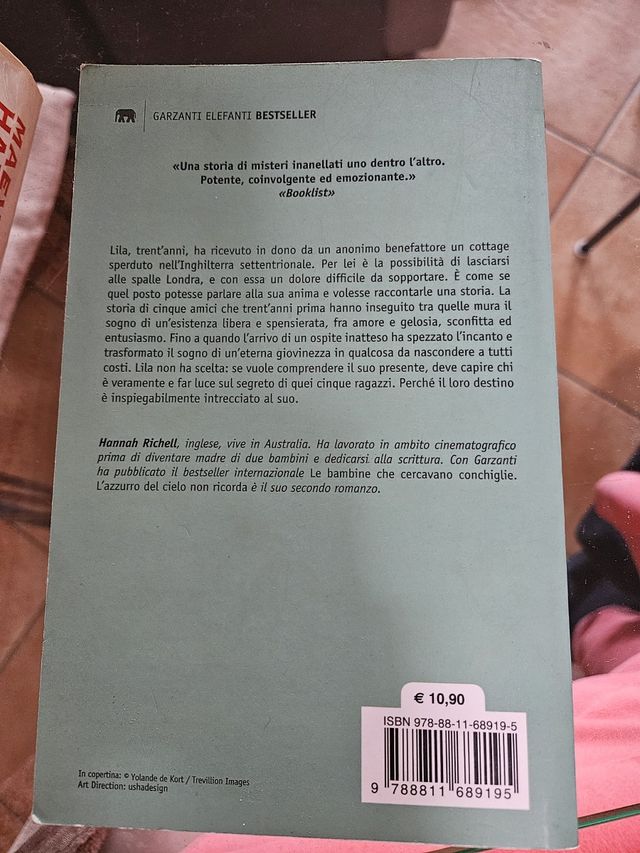 MAEV
HA
GARZANTI ELEFANTI BESTSELLER
«Una storia di misteri inanellati uno dentro l'altro.
Potente, coinvolgente ed emozionante.»
«Booklist»
Lila, trent'anni, ha ricevuto in dono da un anonimo benefattore un cottage
sperduto nell'Inghilterra settentrionale. Per lei è la possibilità di lasciarsi
alle spalle Londra, e con essa un dolore difficile da sopportare. È come se
quel posto potesse parlare alla sua anima e volesse raccontarle una storia. La
storia di cinque amici che trent'anni prima hanno inseguito tra quelle mura il
sogno di un'esistenza libera e spensierata, fra amore e gelosia, sconfitta ed
entusiasmo. Fino a quando l'arrivo di un ospite inatteso ha spezzato l'incanto e
trasformato il sogno di un'eterna giovinezza in qualcosa da nascondere a tutti
costi. Lila non ha scelta: se vuole comprendere il suo presente, deve capire chi
è veramente e far luce sul segreto di quei cinque ragazzi. Perché il loro destino
è inspiegabilmente intrecciato al suo.
Hannah Richell, inglese, vive in Australia. Ha lavorato in ambito cinematografico
prima di diventare madre di due bambini e dedicarsi alla scrittura. Con Garzanti
ha pubblicato il bestseller internazionale Le bambine che cercavano conchiglie.
L'azzurro del cielo non ricorda è il suo secondo romanzo.
€ 10,90
ISBN 978-88-11-68919-5
9 788811 689195
In copertina: © Yolande de Kort / Trevillion Images
Art Direction: ushadesign